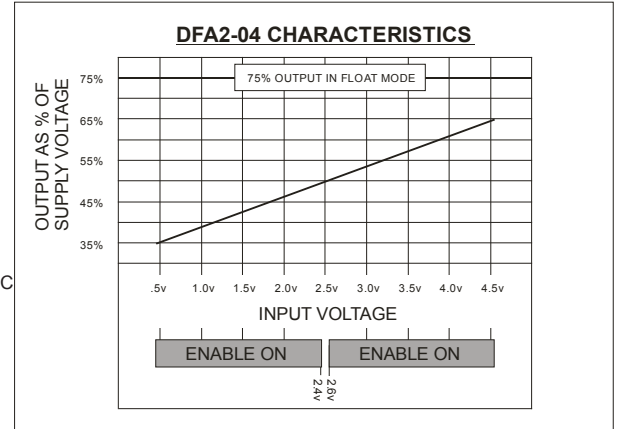 DFA2-04 CHARACTERISTICS
75% OUTPUT IN FLOAT MODE
OUTPUT AS % OF
SUPPLY VOLTAGE
75%
65%
55%
45%
35%
C
.5v 1.0v 1.5v 2.0v 2.5v 3.0v 3.5v 4.0v 4.5v
INPUT VOLTAGE
ENABLE ON ENABLE ON
2.4v 2.6v